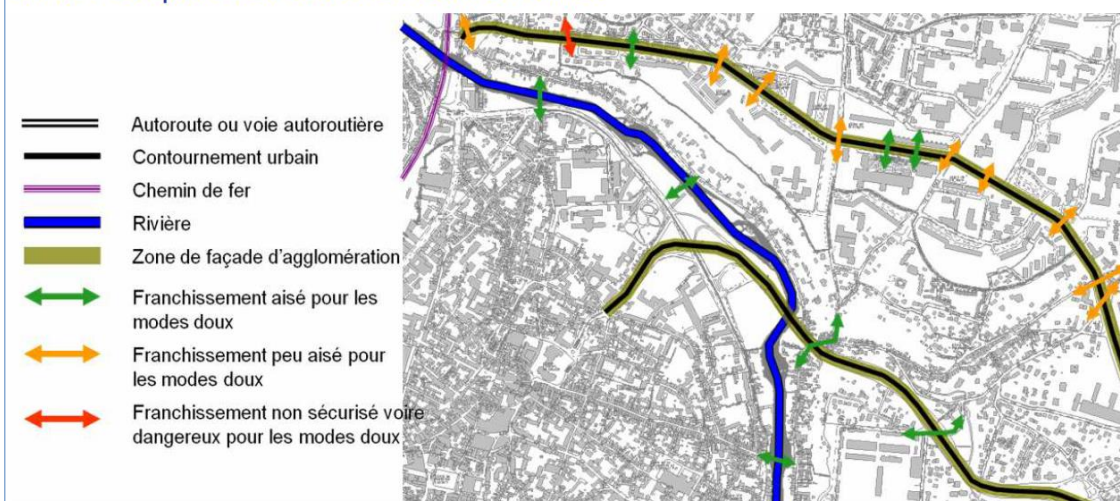 Autoroute ou voie autoroutière
Contournement urbain
Chemin de fer
Rivière
Zone de façade d'agglomération
Franchissement aisé pour les
modes doux
Franchissement peu aisé pour
les modes doux
Franchissement non sécurisé voire
dangereux pour les modes doux